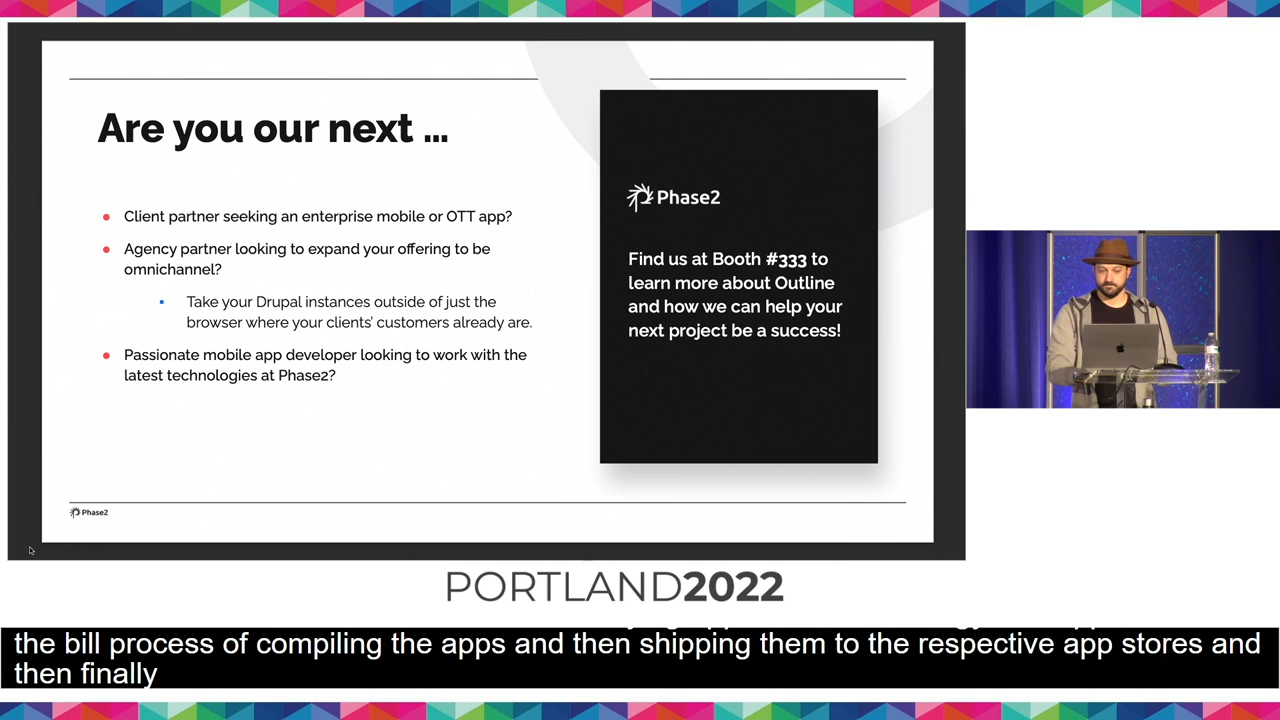 Are you our next ...
Client partner seeking an enterprise mobile or OTT app?
Agency partner looking to expand your offering to be
omnichannel?
Take your Drupal instances outside of just the
browser where your clients' customers already are.
Passionate mobile app developer looking to work with the
latest technologies at Phase2?
Phase2
Find us at Booth #333 to
learn more about Outline
and how we can help your
next project be a success!
Phase2
PORTLAND2022
the bill process of compiling the apps and then shipping them to the respective app stores and
then finally